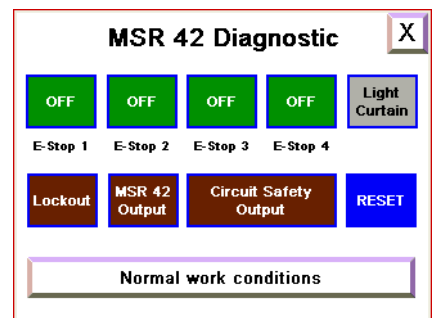 MSR 42 Diagnostic X
OFF OFF OFF OFF Light
Curtain
E-Stop 1 E-Stop 2 E-Stop 3 E-Stop 4
Lockout MSR 42
Output Circuit Safety
Output RESET
Normal work conditions